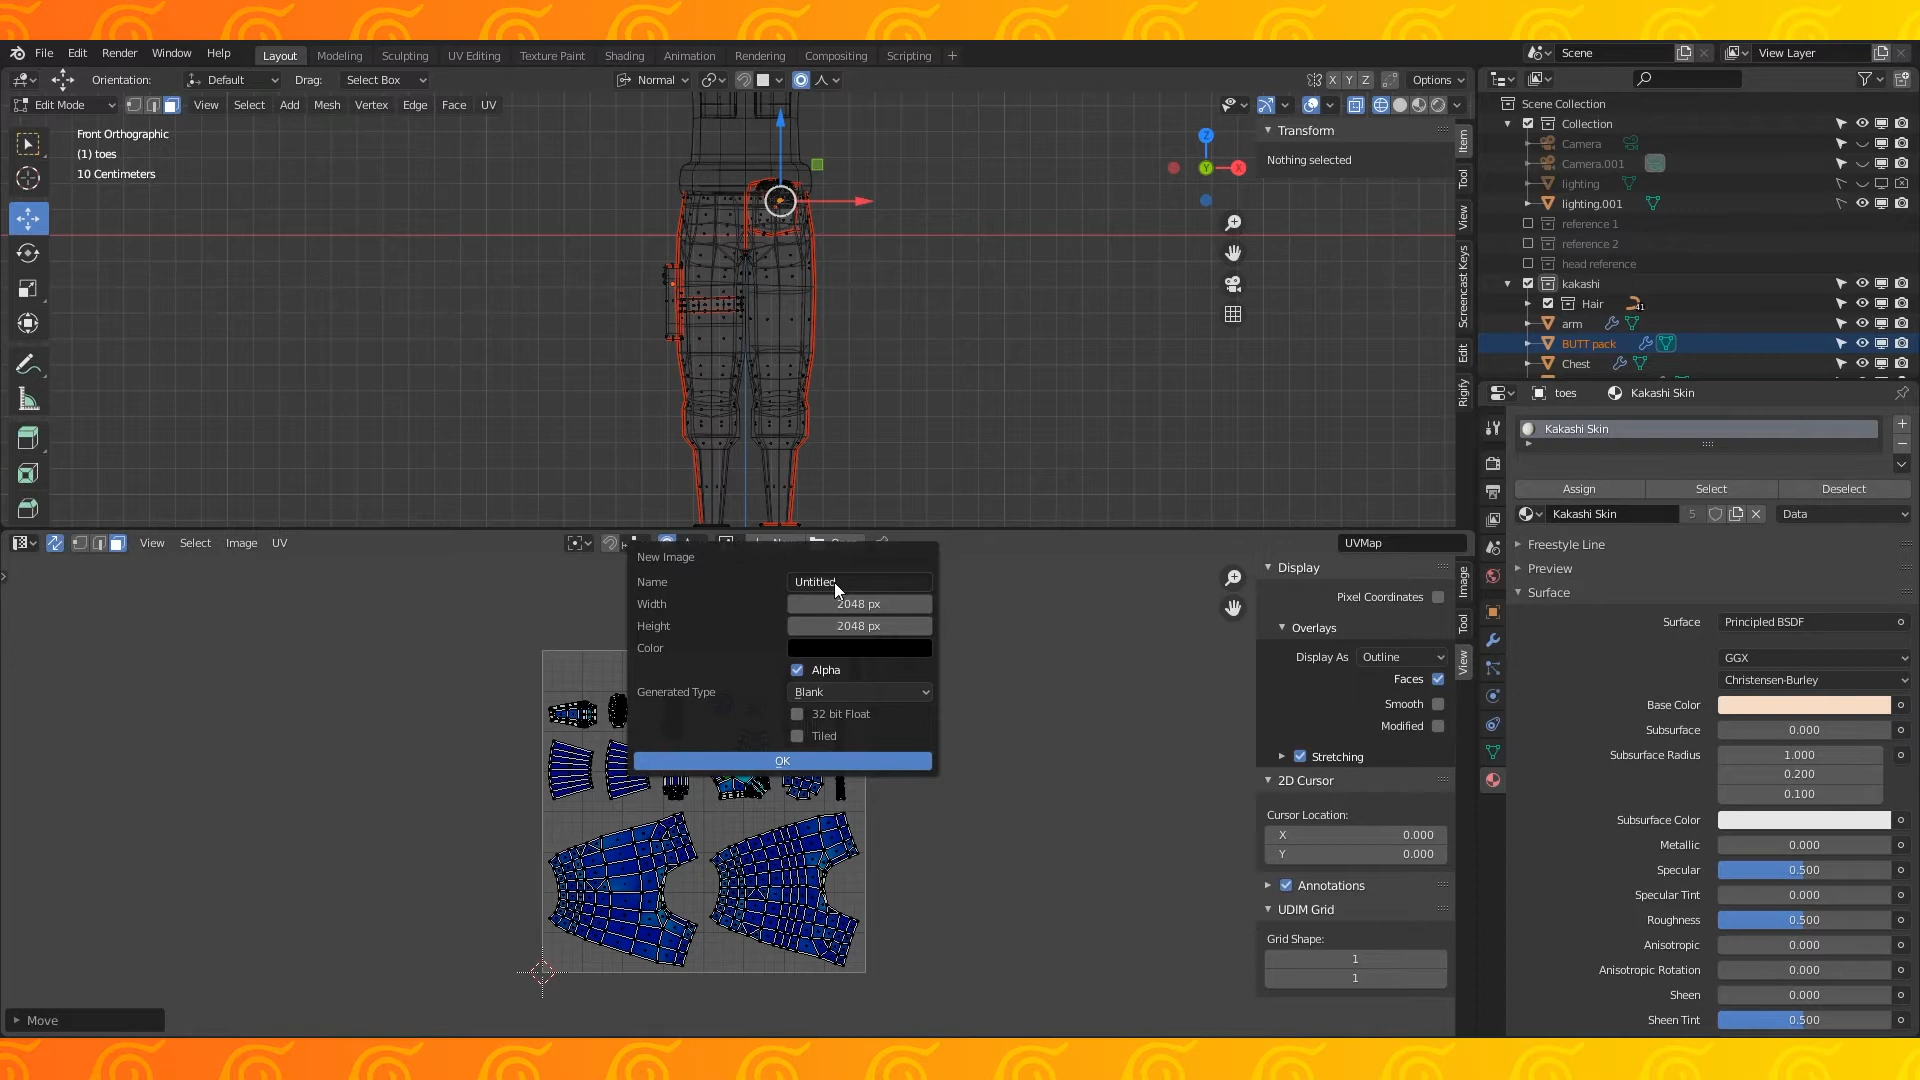 File Edit Render Window Help Layout Modeling Sculpting UV Editing Texture Paint Shading Animation Rendering Compositing Scripting + Scene View Layer
Orientation: Default Drag: Select Box Normal X Y Z Options
Edit Mode View Select Add Mesh Vertex Edge Face UV
Front Orthographic
(1) toes
10 Centimeters
Transform
Nothing selected
Z
Y
X
Item
Tool
View
Screencast Keys
Edit
Rigify
Scene Collection
Collection
Camera
Camera.001
lighting
lighting.001
reference 1
reference 2
head reference
kakashi
Hair 41
arm
BUTT pack
Chest
toes Kakashi Skin
Kakashi Skin
Assign Select Deselect
Kakashi Skin 5 Data
Freestyle Line
Preview
Surface
Surface Principled BSDF
GGX
Christensen-Burley
Base Color
Subsurface 0.000
Subsurface Radius 1.000
0.200
0.100
Subsurface Color
Metallic 0.000
Specular 0.500
Specular Tint 0.000
Roughness 0.500
Anisotropic 0.000
Anisotropic Rotation 0.000
Sheen 0.000
Sheen Tint 0.500
View Select Image UV
UVMap
New Image
Name Untitled
Width 2048 px
Height 2048 px
Color
Alpha
Generated Type Blank
32 bit Float
Tiled
OK
Display
Pixel Coordinates
Overlays
Display As Outline
Faces
Smooth
Modified
Stretching
2D Cursor
Cursor Location:
X 0.000
Y 0.000
Annotations
UDIM Grid
Grid Shape:
1
1
Image
Tool
View
Move